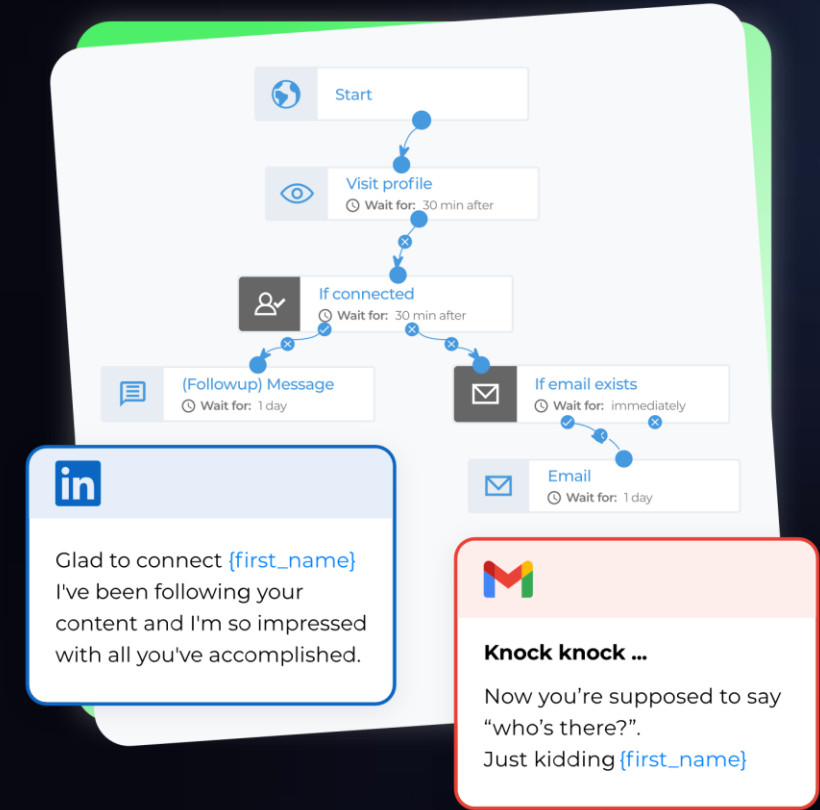 Start
Visit profile
Wait for: 30 min after
If connected
Wait for: 30 min after
(Followup) Message
Wait for: 1 day
If email exists
Wait for: immediately
Email
Wait for: 1 day
in
Glad to connect {first_name}
I've been following your
content and I'm so impressed
with all you've accomplished.
Knock knock ...
Now you’re supposed to say
“who’s there?”.
Just kidding {first_name}